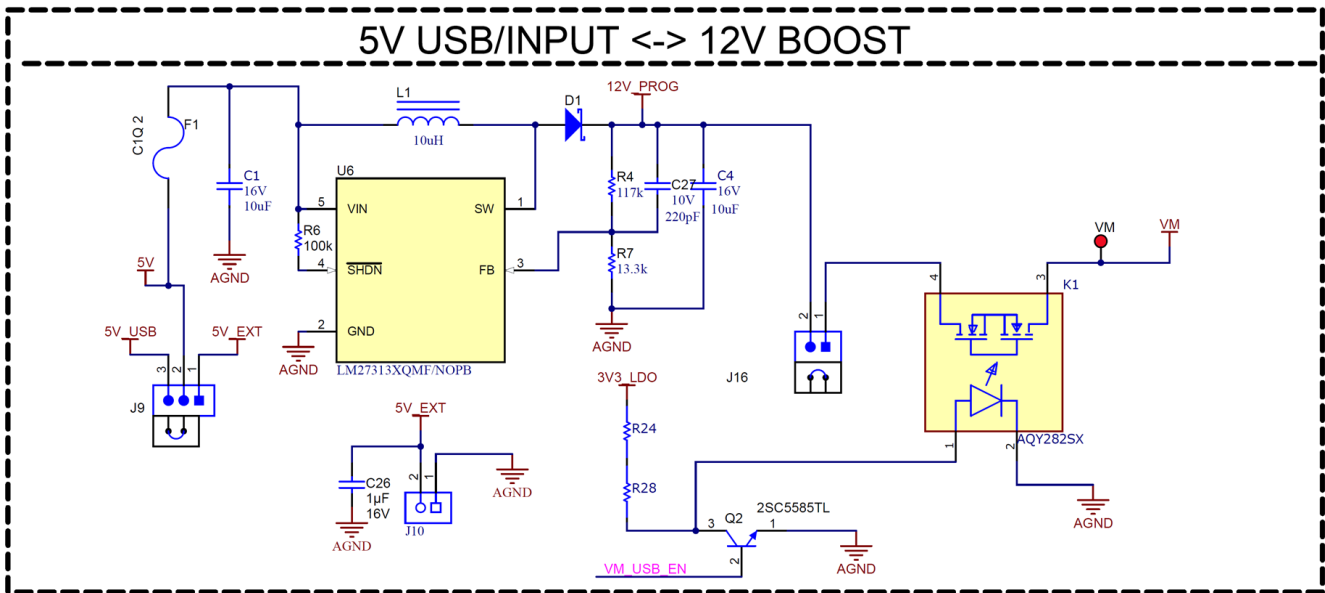 5V USB/INPUT <-> 12V BOOST
12V_PROG
L1
D1
C1Q 2
F1
10uH
U6
C1
16V
10uF
R4
117k
C27
10V
220pF
C4
16V
10uF
5
VIN
SW
1
R6
100k
4
SHDN
FB
3
R7
13.3k
VM
VM
AGND
5V
4
3
K1
2
GND
AGND
LM27313XQMF/NOPB
AGND
2
1
5V_USB
5V_EXT
3
2
1
J9
J16
3V3_LDO
5V_EXT
R24
AQY282SX
1
2
C26
1µF
16V
2
1
AGND
R28
J10
AGND
2SC5585TL
3
Q2
1
2
AGND
AGND
VM_USB_EN